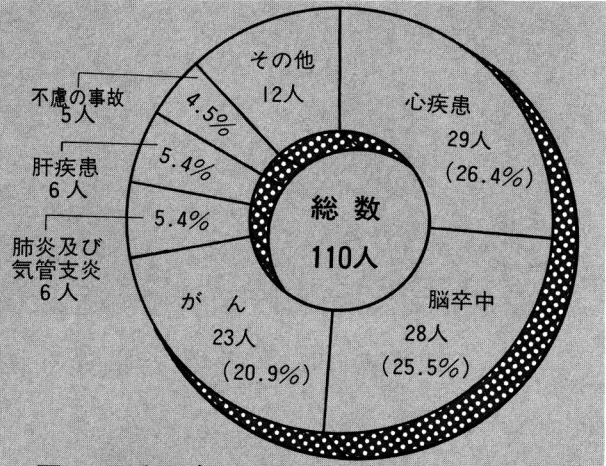 心疾患
29人
(26.4%)
脳卒中
28人
(25.5%)
がん
23人
(20.9%)
肺炎及び
気管支炎
6人
5.4%
肝疾患
6人
5.4%
不慮の事故
5人
4.5%
その他
12人
総数
110人